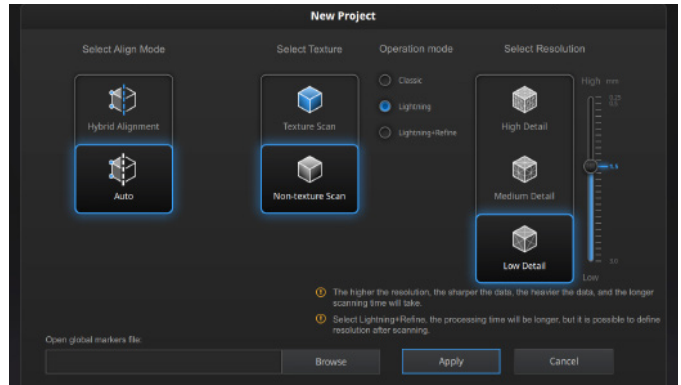 New Project
Select Align Mode
Select Texture
Operation mode
Select Resolution
Hybrid Alignment
Auto
Texture Scan
Non-texture Scan
Classic
Lightning
Lightning+Refine
High Detail
Medium Detail
Low Detail
High mm
3.0
Low
The higher the resolution, the sharper the data, the heavier the data, and the longer
scanning time will take.
Select Lightning+Refine, the processing time will be longer, but it is possible to define
resolution after scanning.
Open global markers file:
Browse
Apply
Cancel